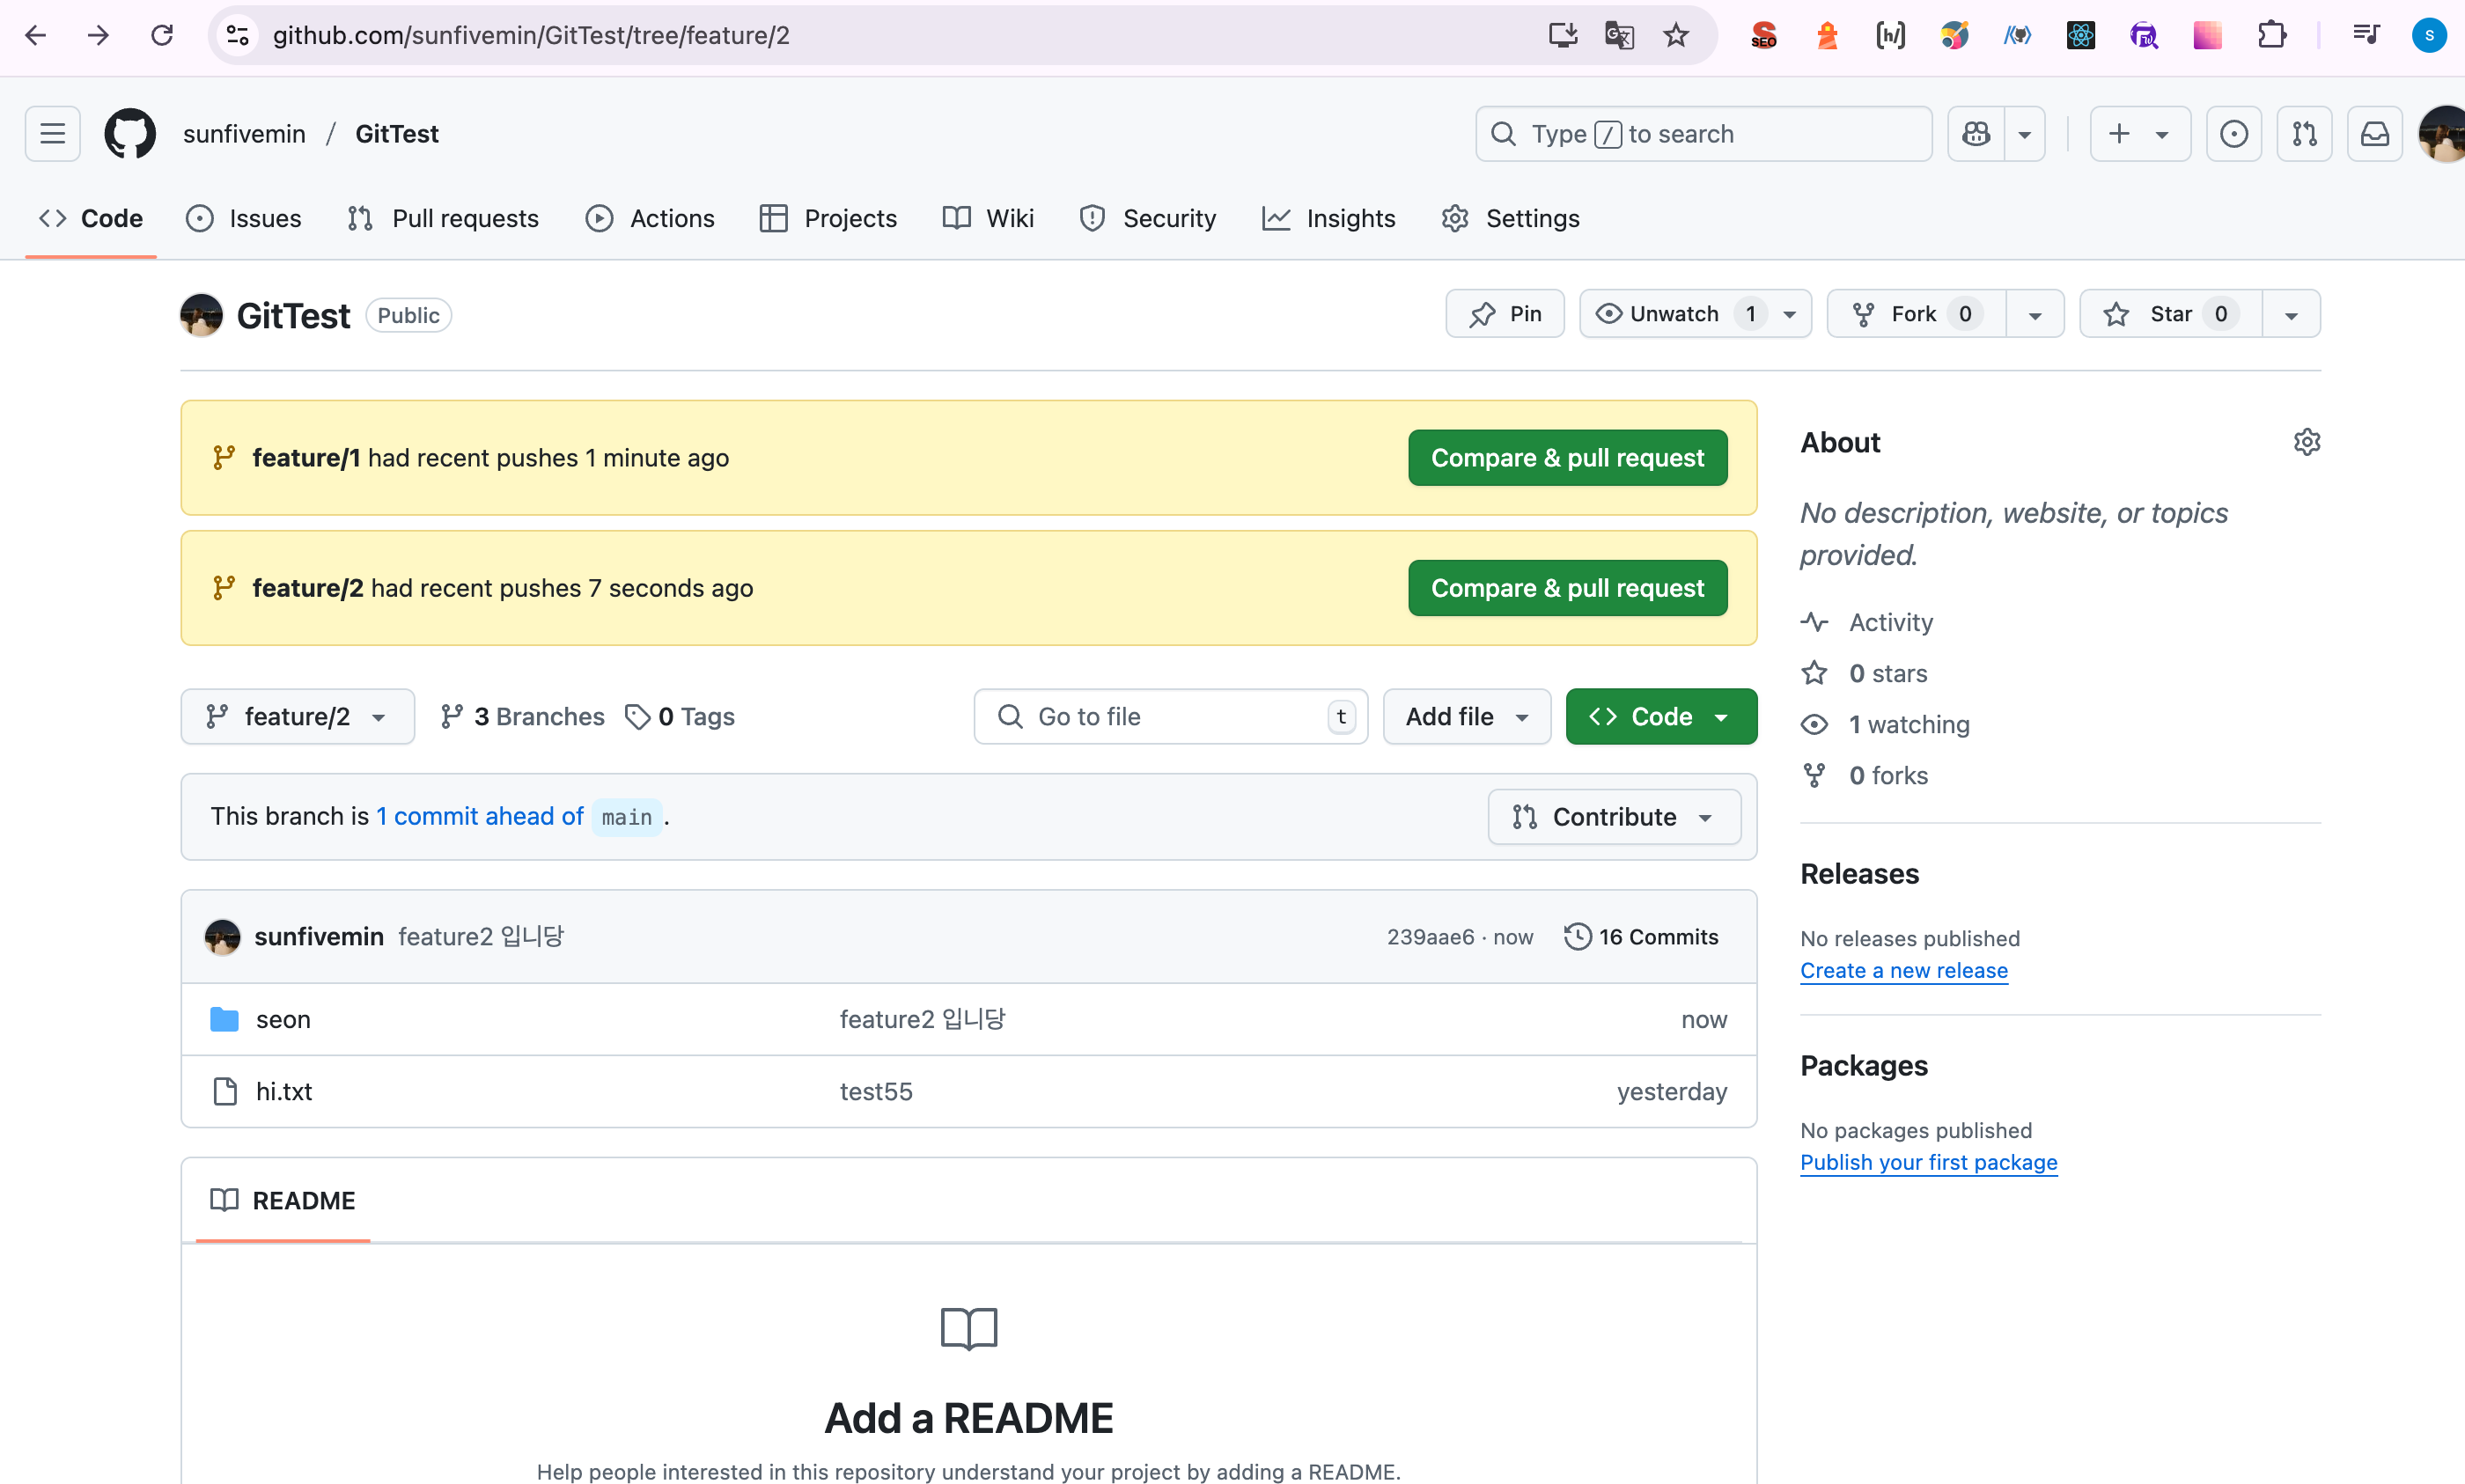 github.com/sunfivemin/GitTest/tree/feature/2
SEO
[h/]
S
sunfivemin / GitTest
Type / to search
Code
Issues
Pull requests
Actions
Projects
Wiki
Security
Insights
Settings
GitTest Public
Pin
Unwatch 1
Fork 0
Star 0
feature/1 had recent pushes 1 minute ago
Compare & pull request
feature/2 had recent pushes 7 seconds ago
Compare & pull request
feature/2
3 Branches
0 Tags
Go to file t
Add file
<> Code
This branch is 1 commit ahead of main .
Contribute
sunfivemin feature2 입니당
239aae6 · now
16 Commits
seon feature2 입니당 now
hi.txt test55 yesterday
README
Add a README
Help people interested in this repository understand your project by adding a README.
About
No description, website, or topics
provided.
Activity
0 stars
1 watching
0 forks
Releases
No releases published
Create a new release
Packages
No packages published
Publish your first package